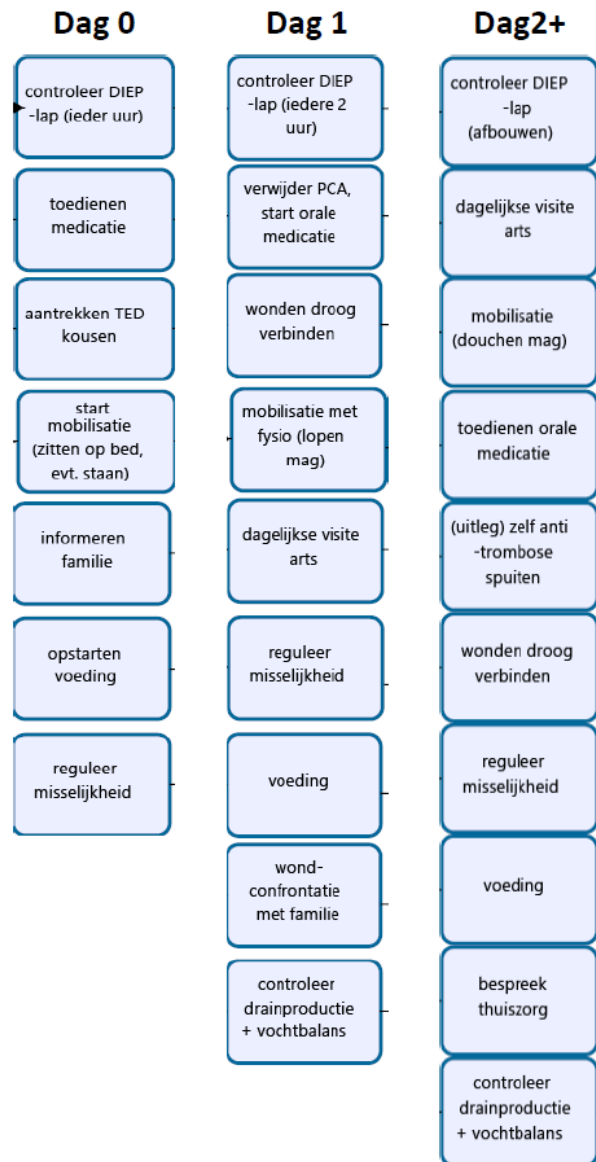 Dag 0
controleer DIEP
-lap (ieder uur)
toedienen
medicatie
aantrekken TED
kousen
start
mobilisatie
(zitten op bed,
evt. staan)
informeren
familie
opstarten
voeding
reguleer
misselijkheid
Dag 1
controleer DIEP
-lap (iedere 2
uur)
verwijder PCA,
start orale
medicatie
wonden droog
verbinden
mobilisatie met
fysio (lopen
mag)
dagelijkse visite
arts
reguleer
misselijkheid
voeding
wond-
confrontatie
met familie
controleer
drainproductie
+ vochtbalans
Dag2+
controleer DIEP
-lap
(afbouwen)
dagelijkse visite
arts
mobilisatie
(douchen mag)
toedienen orale
medicatie
(uitleg) zelf anti
-trombose
spuiten
wonden droog
verbinden
reguleer
misselijkheid
voeding
bespreek
thuiszorg
controleer
drainproductie
+ vochtbalans